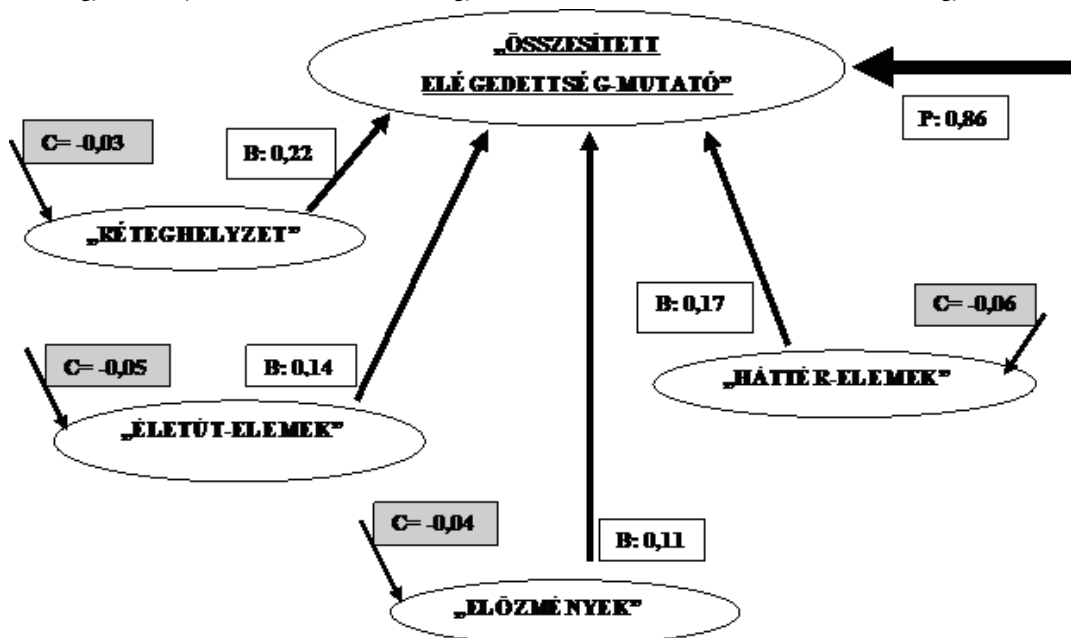 „ÖSSZESÍTETT
ELÉGEDETTSÉG-MUTATÓ”
P: 0,86
C= -0,03
B: 0,22
„RÉTEGHELYZET”
B: 0,17
C= -0,06
C= -0,05
B: 0,14
„HÁTTÉR-ELEMEK”
„ÉLETÚT-ELEMEK”
C= -0,04
B: 0,11
„ELŐZMÉNYEK”